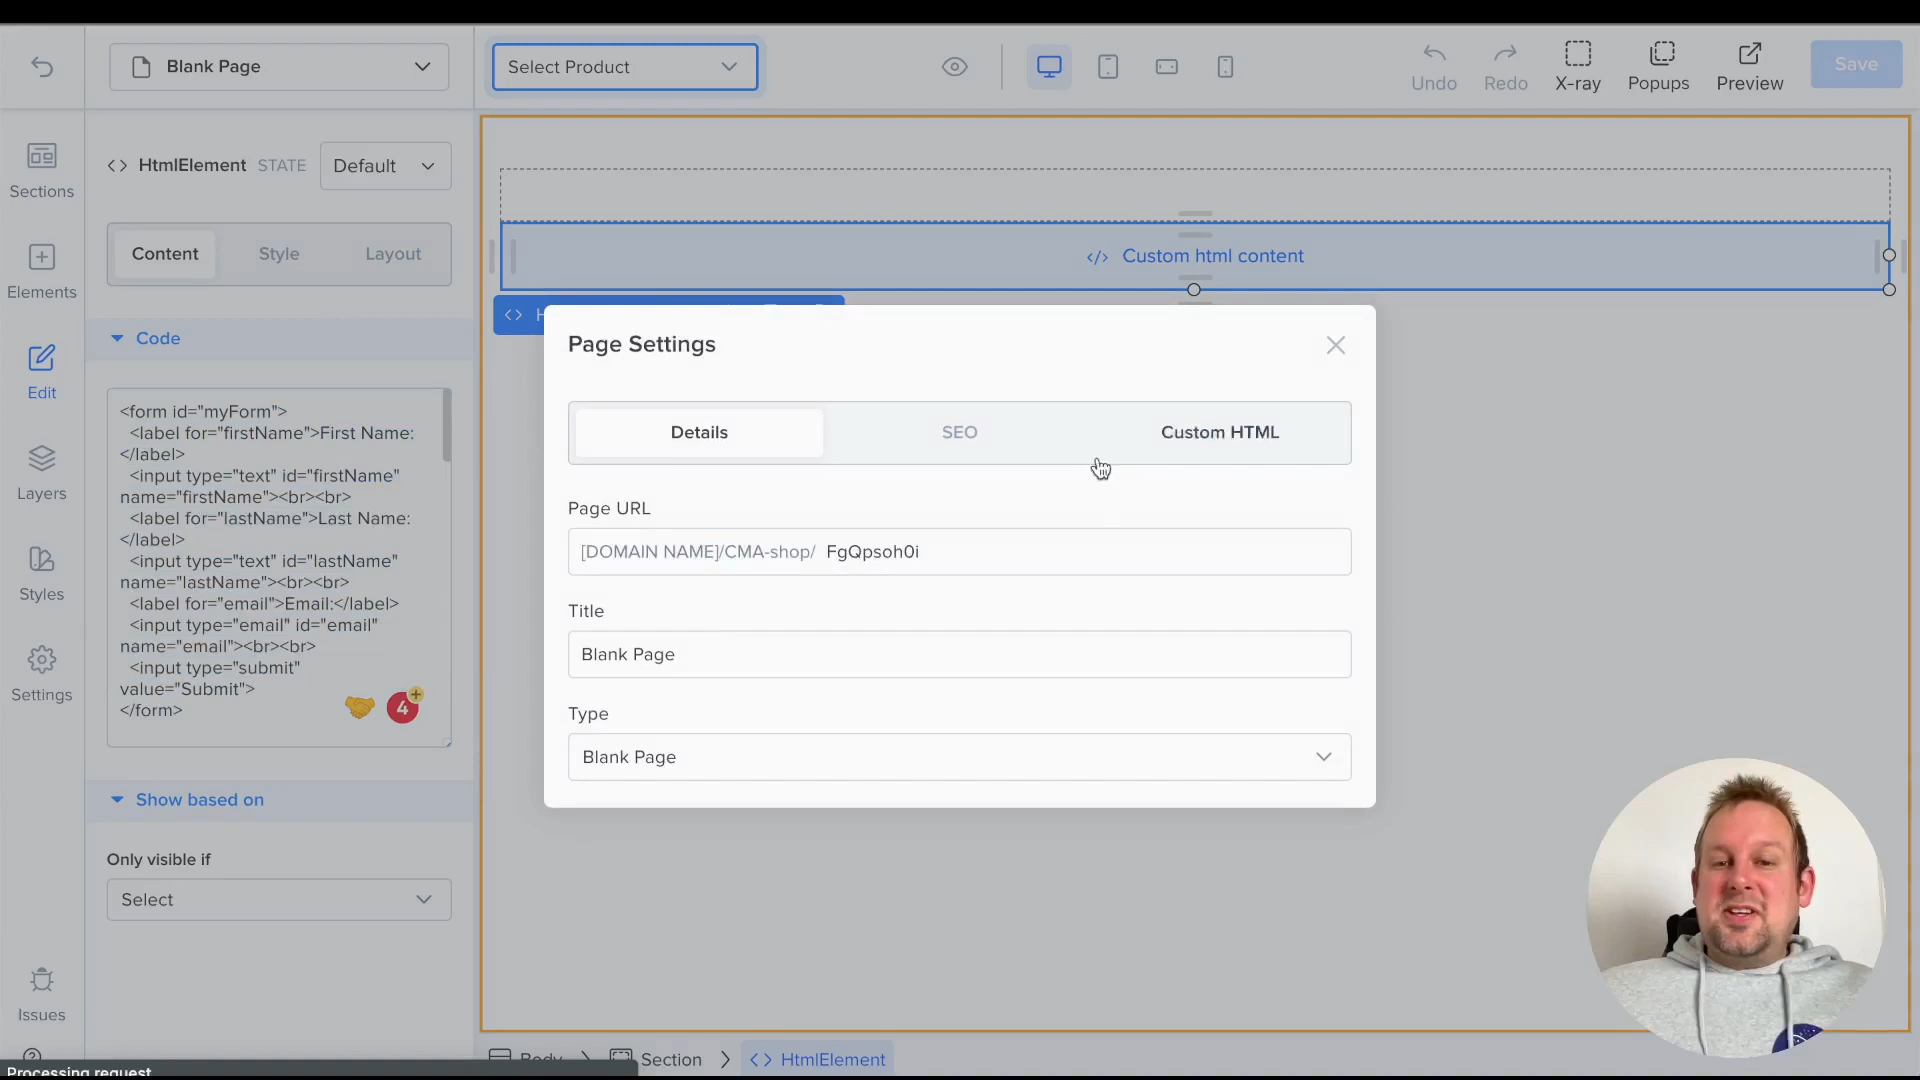 Blank Page
Select Product
Undo
Redo
X-ray
Popups
Preview
Save
Sections
Elements
Edit
Layers
Styles
Settings
Issues
HtmlElement
STATE
Default
Content
Style
Layout
Code
<form id="myForm">
<label for="firstName">First Name:
</label>
<input type="text" id="firstName"
name="firstName"><br><br>
<label for="lastName">Last Name:
</label>
<input type="text" id="lastName"
name="lastName"><br><br>
<label for="email">Email:</label>
<input type="email" id="email"
name="email"><br><br>
<input type="submit"
value="Submit">
</form>
4
Show based on
Only visible if
Select
</> Custom html content
Page Settings
Details
SEO
Custom HTML
Page URL
[DOMAIN NAME]/CMA-shop/ FgQpsoh0i
Title
Blank Page
Type
Blank Page
Body
Section
HtmlElement
Processing request